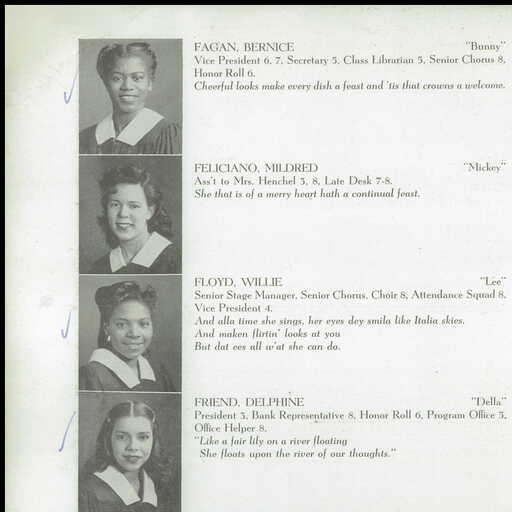 FAGAN, BERNICE "Bunny"
Vice President 6, 7, Secretary 5, Class Librarian 5, Senior Chorus 8,
Honor Roll 6.
Cheerful looks make every dish a feast and 'tis that crowns a welcome.
FELICIANO, MILDRED "Mickey"
Ass't to Mrs. Henchel 5, 8, Late Desk 7-8.
She that is of a merry heart hath a continual feast.
FLOYD, WILLIE "Lee"
Senior Stage Manager, Senior Chorus, Choir 8, Attendance Squad 8,
Vice President 4.
And alla time she sings, her eyes dey smila like Italia skies.
And maken flirtin' looks at you
But dat ees all w'at she can do.
FRIEND, DELPHINE "Della"
President 3, Bank Representative 8, Honor Roll 6, Program Office 5,
Office Helper 8.
"Like a fair lily on a river floating
She floats upon the river of our thoughts."